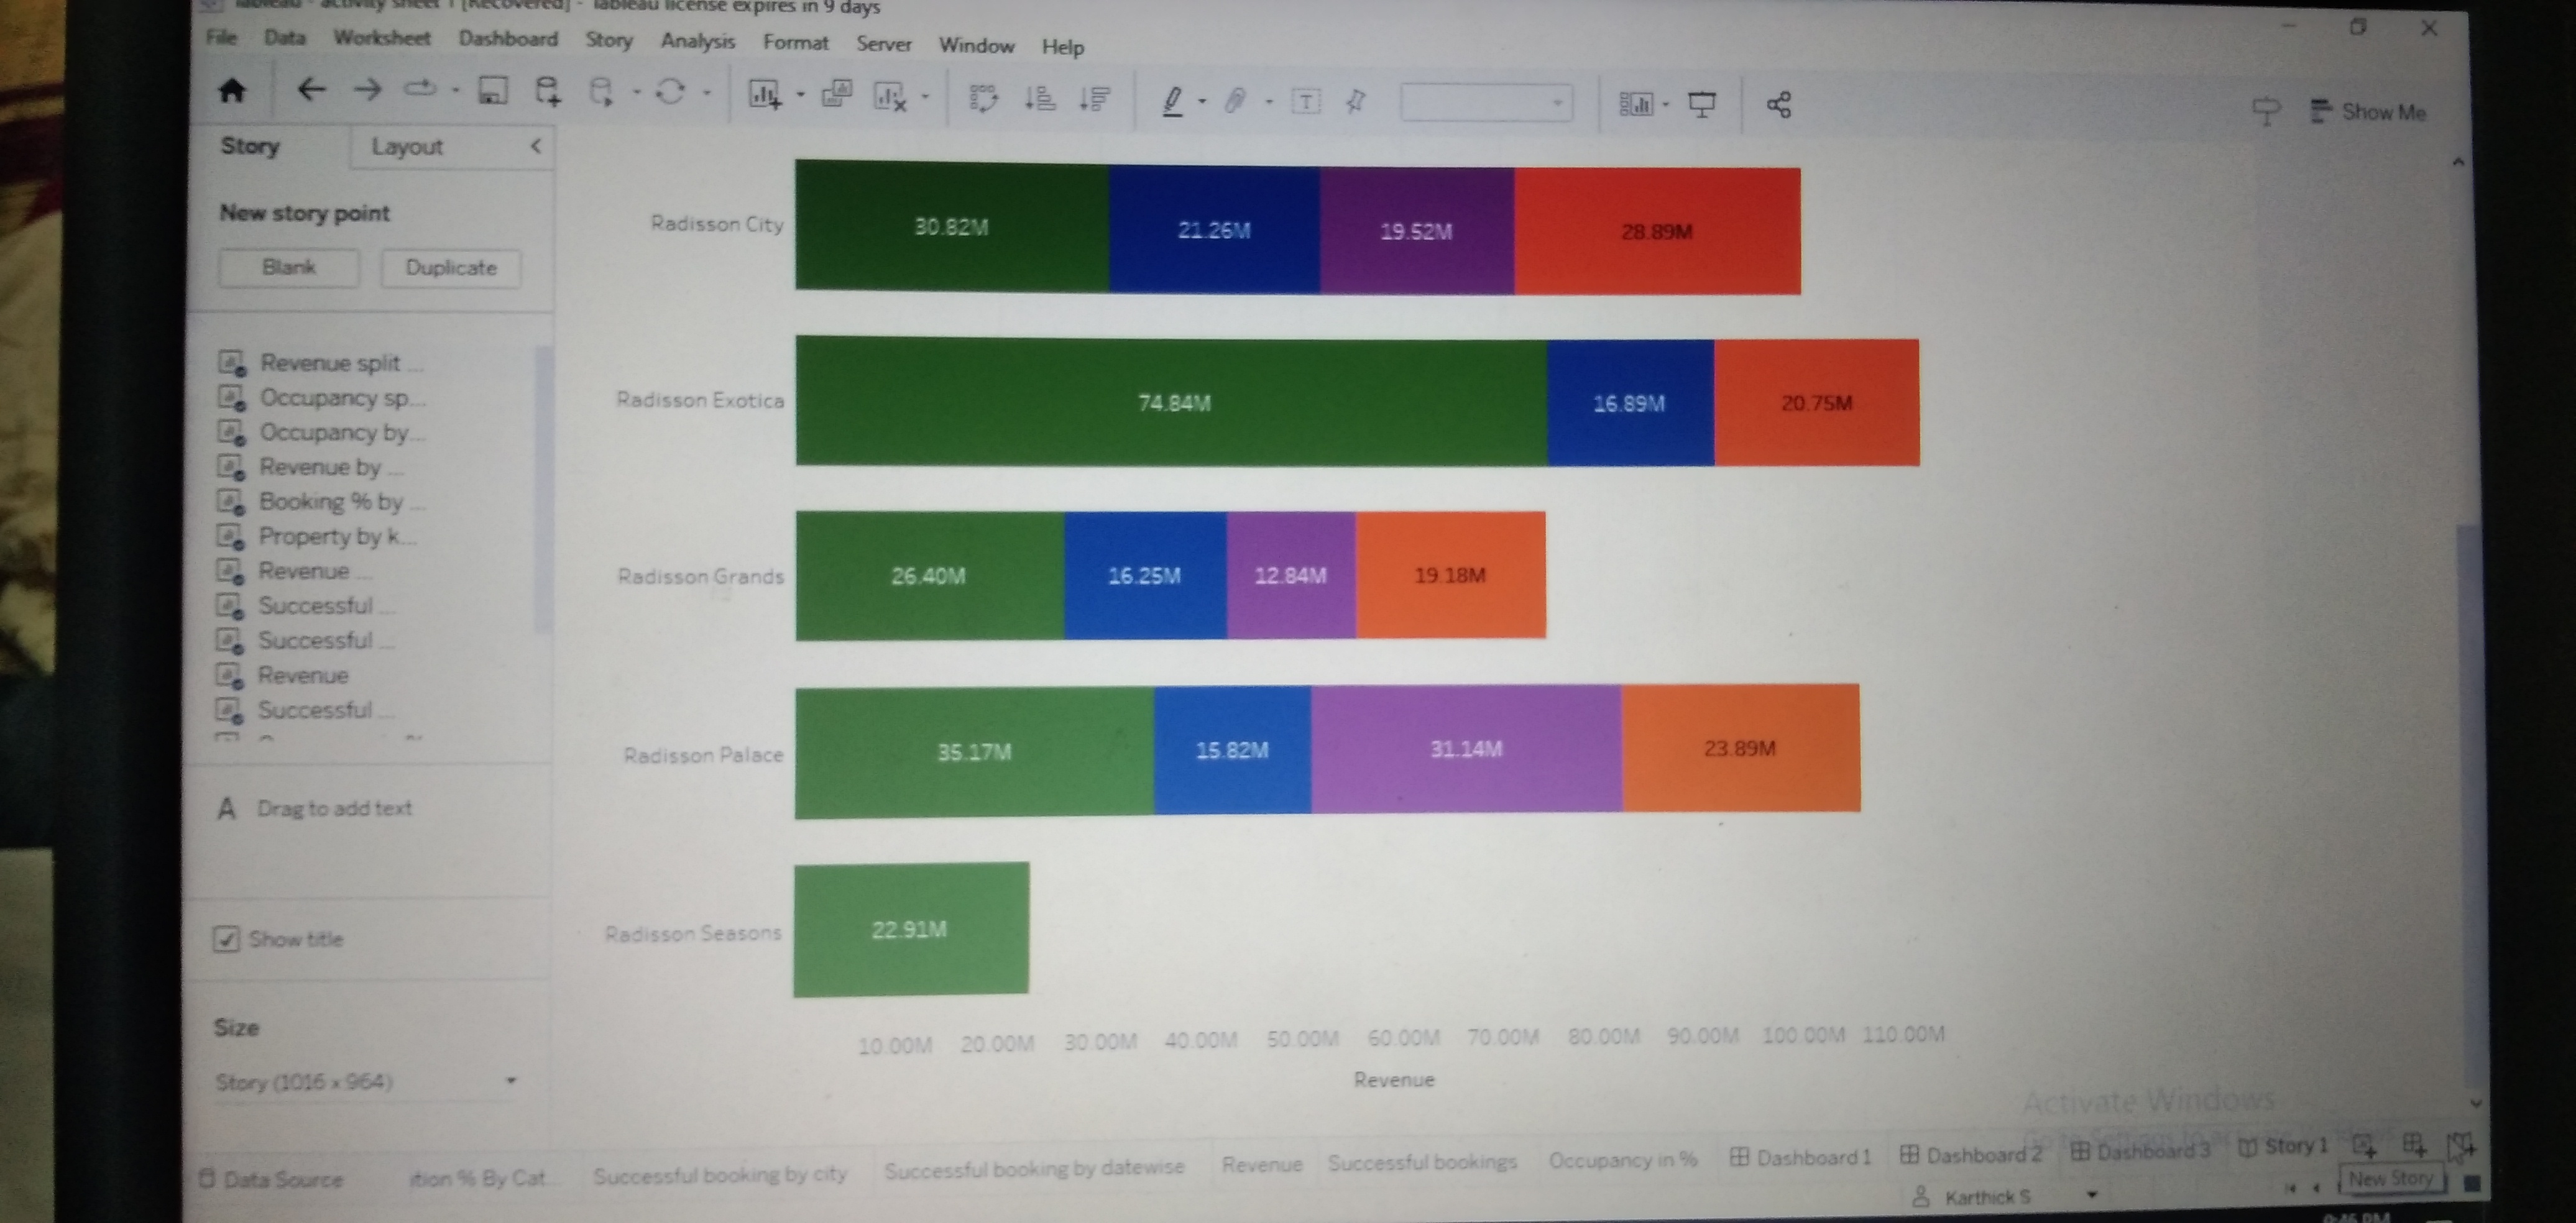 Tableau - activity sheet 1 [Recovered] - Tableau license expires in 9 days
File Data Worksheet Dashboard Story Analysis Format Server Window Help
Show Me
Story Layout
New story point
Blank Duplicate
Revenue split ...
Occupancy sp...
Occupancy by...
Revenue by ...
Booking % by ...
Property by k...
Revenue ...
Successful ...
Successful ...
Revenue
Successful ...
A Drag to add text
Show title
Size
Story (1016 x 964)
Radisson City 30.82M 21.26M 19.52M 28.89M
Radisson Exotica 74.84M 16.89M 20.75M
Radisson Grands 26.40M 16.25M 12.84M 19.18M
Radisson Palace 35.17M 15.82M 31.14M 23.89M
Radisson Seasons 22.91M
10.00M 20.00M 30.00M 40.00M 50.00M 60.00M 70.00M 80.00M 90.00M 100.00M 110.00M
Revenue
Activate Windows
Data Source ition % By Cat... Successful booking by city Successful booking by datewise Revenue Successful bookings Occupancy in % Dashboard 1 Dashboard 2 Dashboard 3 Story 1
New Story
Karthick S